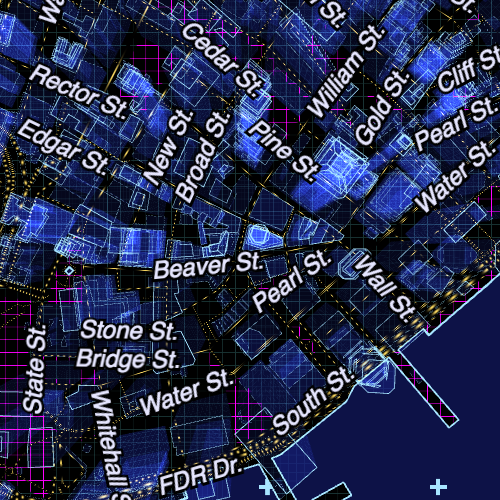 Cedar St.
William St.
Cliff St
Rector St.
Gold St.
Pearl St.
Edgar St.
New St.
Broad St.
Pine St.
Water St.
Beaver St.
Pearl St.
Wall St.
Stone St.
Bridge St.
State St.
Water St.
South St.
Whitehall S
FDR Dr.